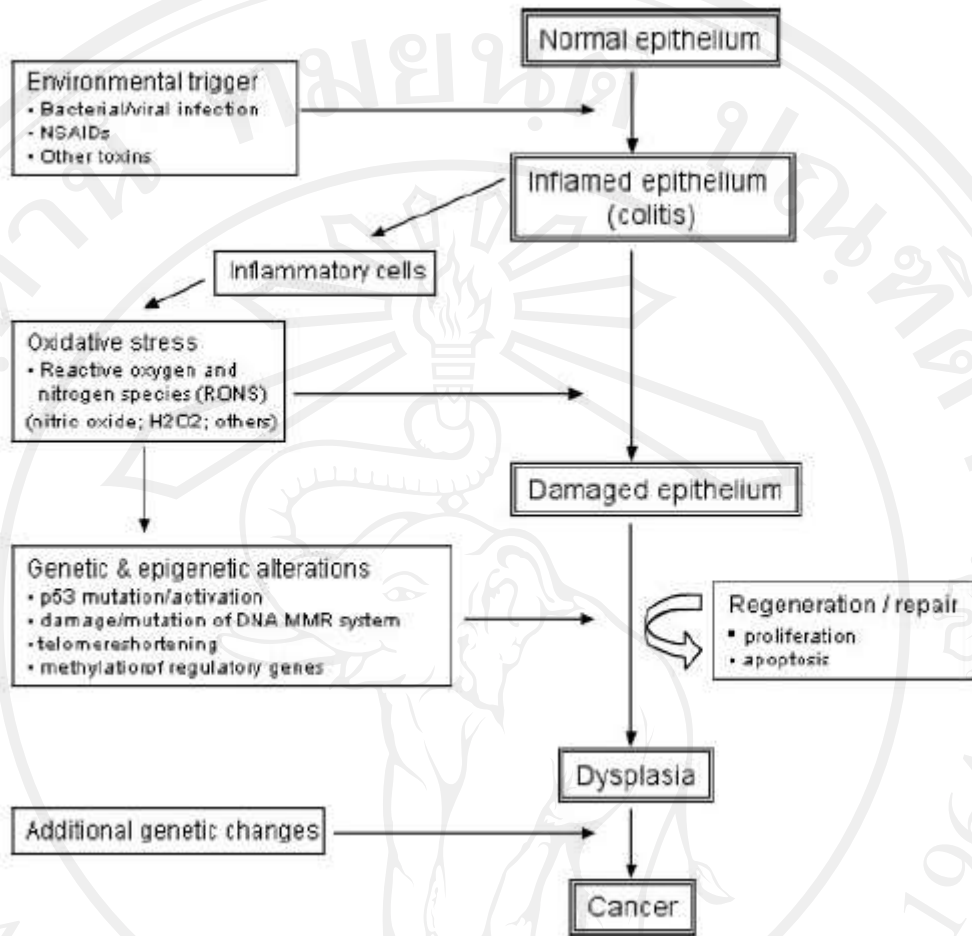 Normal epithelium
Environmental trigger
• Bacterial/viral infection
- NSAIDs
• Other toxins
Inflamed epithelium
(colitis)
Inflammatory cells
Oxidative stress
• Reactive oxygen and
nitrogen species (RONS)
(nitric oxide; H2O2; others)
Damaged epithelium
Genetic & epigenetic alterations
• p53 mutation/activation
• damage/mutation of DNA MMR system
• telomereshortening
• methylationof regulatory genes
Regeneration / repair
▪ proliferation
• apoptosis
Dysplasia
Additional genetic changes
Cancer